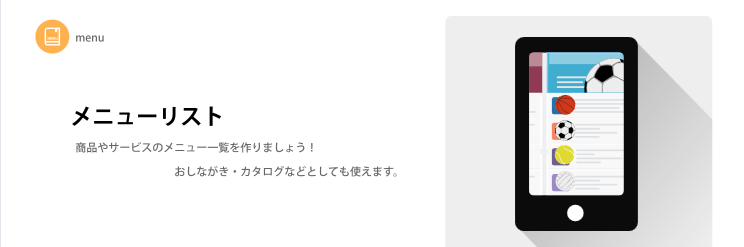 menu
メニューリスト
商品やサービスのメニュー一覧を作りましょう！
おしながき・カタログなどとしても使えます。